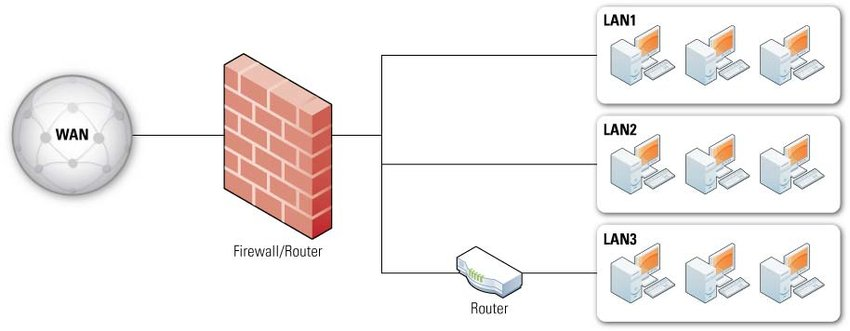 WAN
Firewall/Router
LAN1
LAN2
LAN3
Router